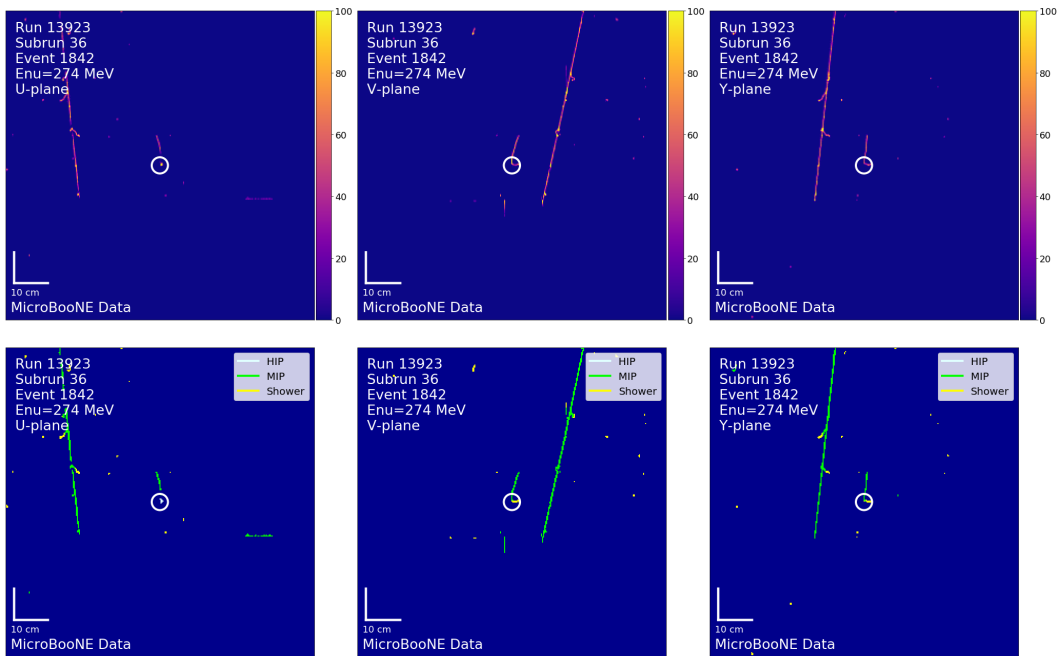 Run 13923
Subrun 36
Event 1842
Enu=274 MeV
U-plane
10 cm
MicroBooNE Data
100
80
60
40
20
0
Run 13923
Subrun 36
Event 1842
Enu=274 MeV
V-plane
10 cm
MicroBooNE Data
100
80
60
40
20
0
Run 13923
Subrun 36
Event 1842
Enu=274 MeV
Y-plane
10 cm
MicroBooNE Data
100
80
60
40
20
0
Run 13923
Subrun 36
Event 1842
Enu=274 MeV
U-plane
HIP
MIP
Shower
10 cm
MicroBooNE Data
Run 13923
Subrun 36
Event 1842
Enu=274 MeV
V-plane
HIP
MIP
Shower
10 cm
MicroBooNE Data
Run 13923
Subrun 36
Event 1842
Enu=274 MeV
Y-plane
HIP
MIP
Shower
10 cm
MicroBooNE Data